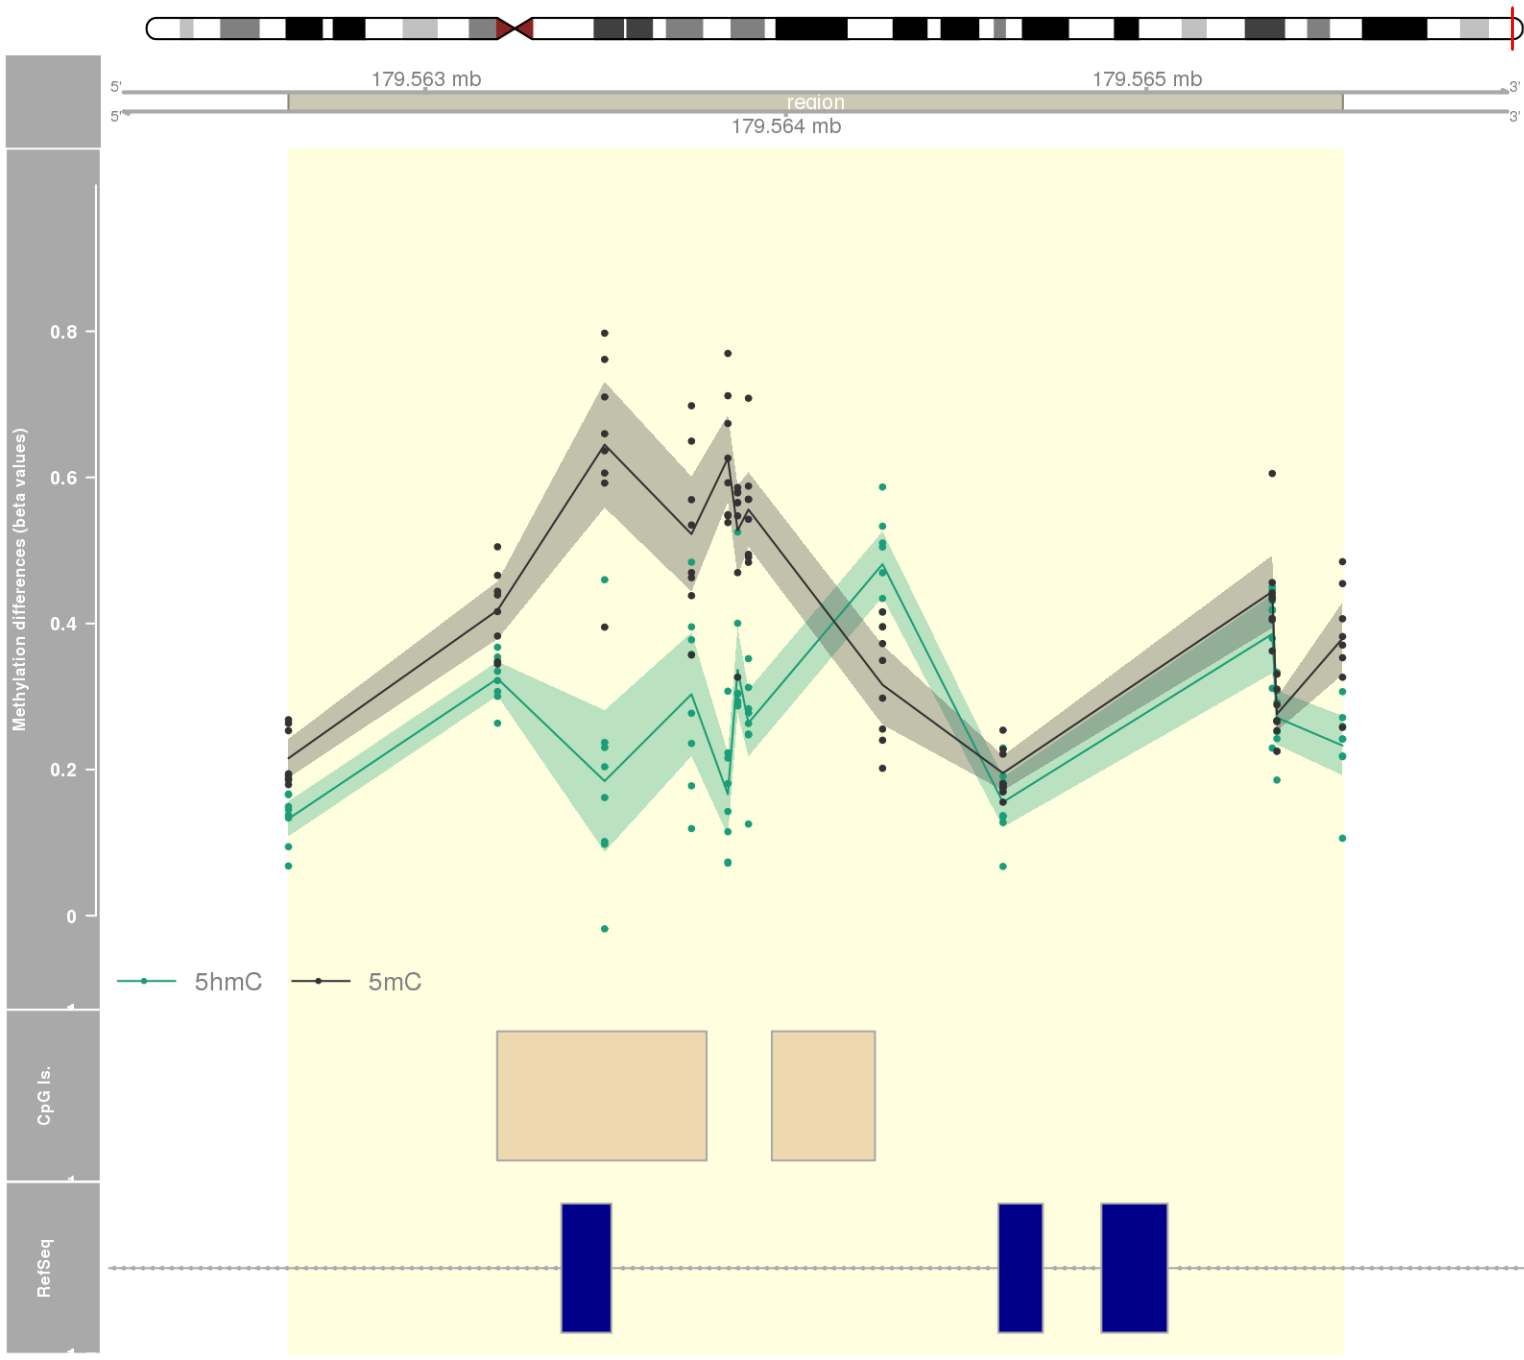 179.563 mb
179.565 mb
5'
3'
region
5'
3'
179.564 mb
Methylation differences (beta values)
0.8
0.6
0.4
0.2
0
5hmC
5mC
CpG Is.
RefSeq